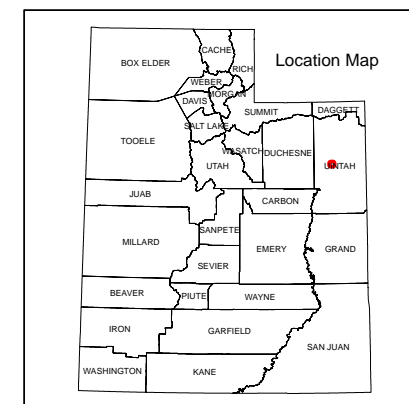 Location Map
BOX ELDER
CACHE
RICH
WEBER
MORGAN
DAVIS
SUMMIT
DAGGETT
SALT LAKE
TOOELE
WASATCH
DUCHESNE
UINTAH
UTAH
JUAB
CARBON
SANPETE
MILLARD
EMERY
GRAND
SEVIER
BEAVER
PIUTE
WAYNE
IRON
GARFIELD
SAN JUAN
WASHINGTON
KANE